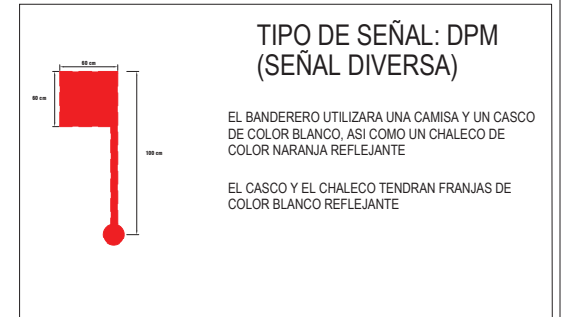 TIPO DE SEÑAL: DPM
(SEÑAL DIVERSA)
60 cm
60 cm
100 cm
EL BANDERERO UTILIZARA UNA CAMISA Y UN CASCO
DE COLOR BLANCO, ASI COMO UN CHALECO DE
COLOR NARANJA REFLEJANTE
EL CASCO Y EL CHALECO TENDRAN FRANJAS DE
COLOR BLANCO REFLEJANTE